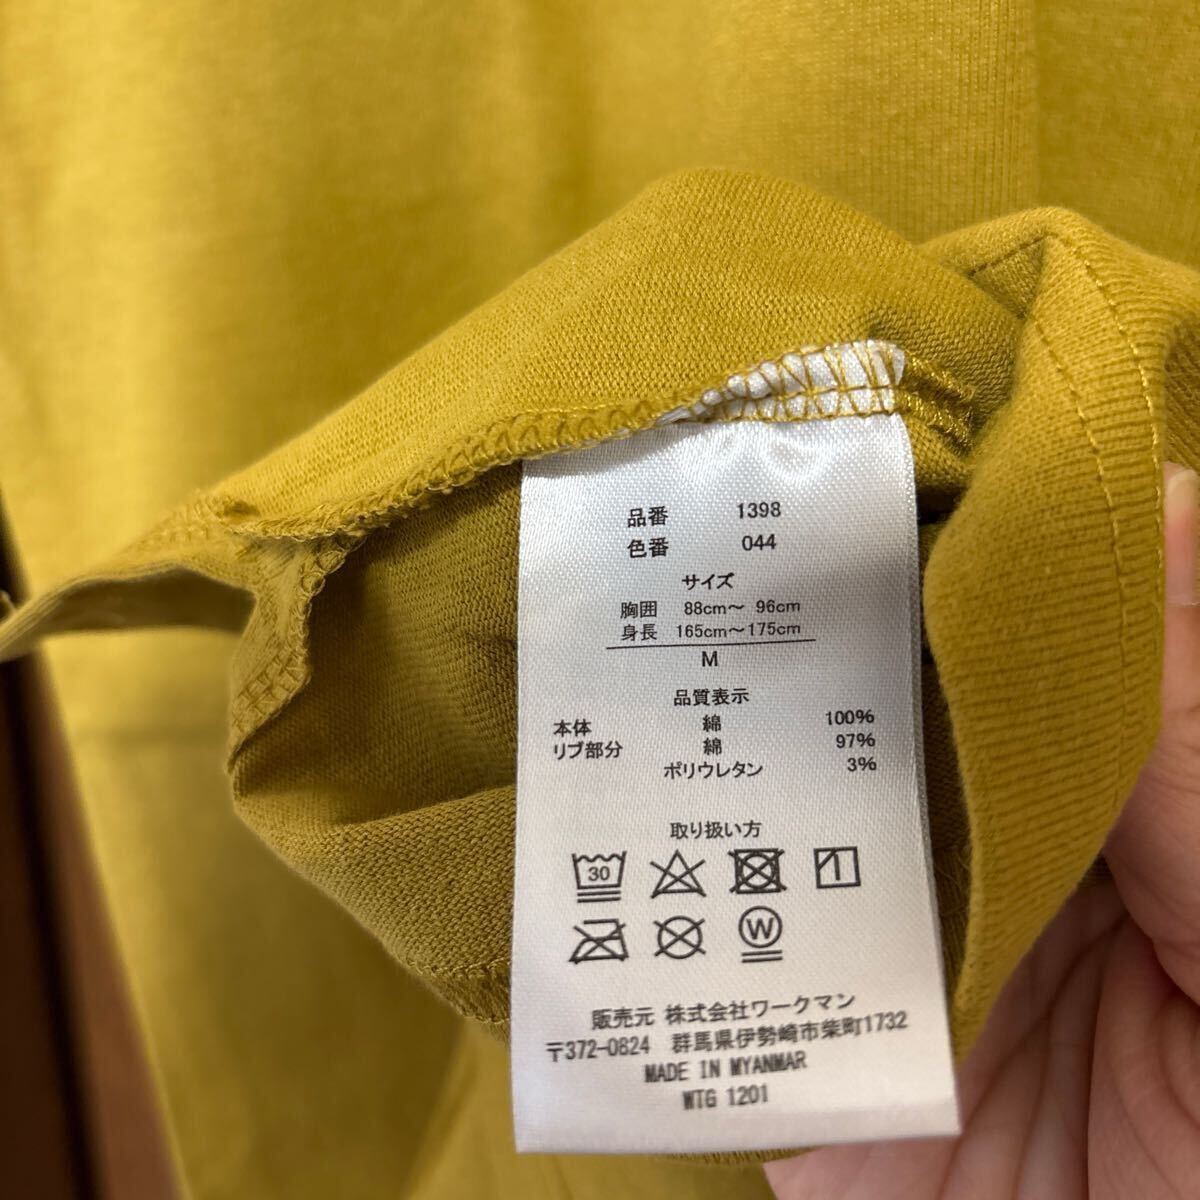 品番 1398
色番 044
サイズ
胸囲 88cm～ 96cm
身長 165cm～175cm
M
品質表示
本体 綿 100%
リブ部分 綿 97%
ポリウレタン 3%
取り扱い方
30
W
販売元 株式会社ワークマン
〒372-0824 群馬県伊勢崎市柴町1732
MADE IN MYANMAR
WTG 1201